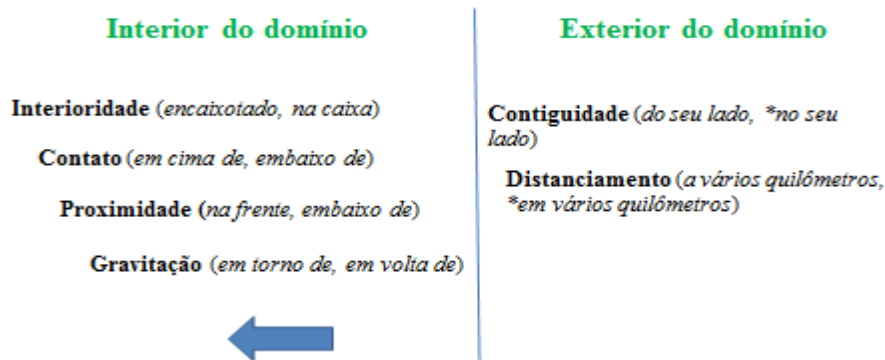 Interior do domínio
Interioridade (encaixotado, na caixa)
Contato (em cima de, embaixo de)
Proximidade (na frente, embaixo de)
Gravitação (em torno de, em volta de)
Exterior do domínio
Contiguidade (do seu lado, *no seu
lado)
Distanciamento (a vários quilômetros,
*em vários quilômetros)